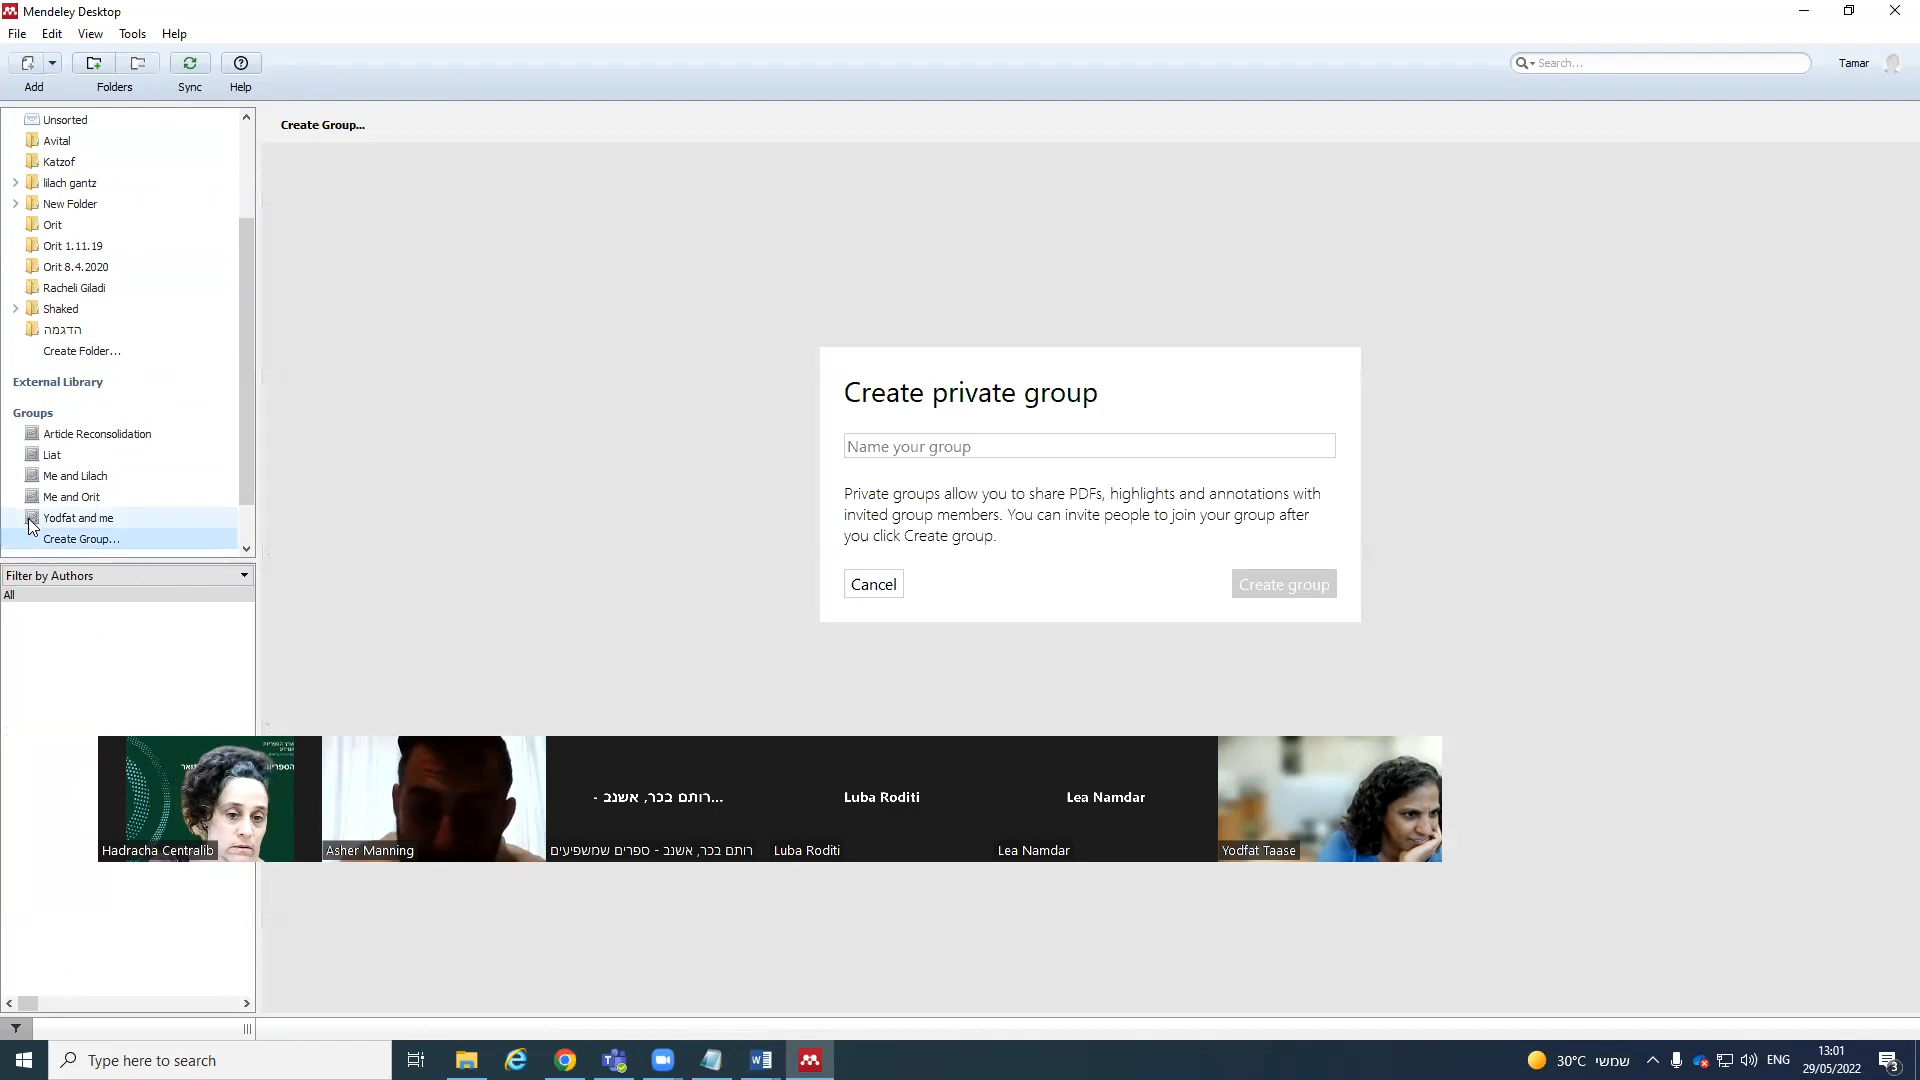 Mendeley Desktop
File Edit View Tools Help
Add Folders Sync Help
Search...
Tamar
Unsorted
Avital
Katzof
lilach gantz
New Folder
Orit
Orit 1.11.19
Orit 8.4.2020
Racheli Giladi
Shaked
הדגמה
Create Folder...
External Library
Groups
Article Reconsolidation
Liat
Me and Lilach
Me and Orit
Yodfat and me
Create Group...
Filter by Authors
All
Create Group...
Create private group
Name your group
Private groups allow you to share PDFs, highlights and annotations with
invited group members. You can invite people to join your group after
you click Create group.
Cancel
Create group
Hadracha Centralib
Asher Manning
רותם בכר, אשנב -...
רותם בכר, אשנב - ספרים שמשפיעים
Luba Roditi
Luba Roditi
Lea Namdar
Lea Namdar
Yodfat Taase
Type here to search
30°C שמשי
ENG
13:01
29/05/2022
3